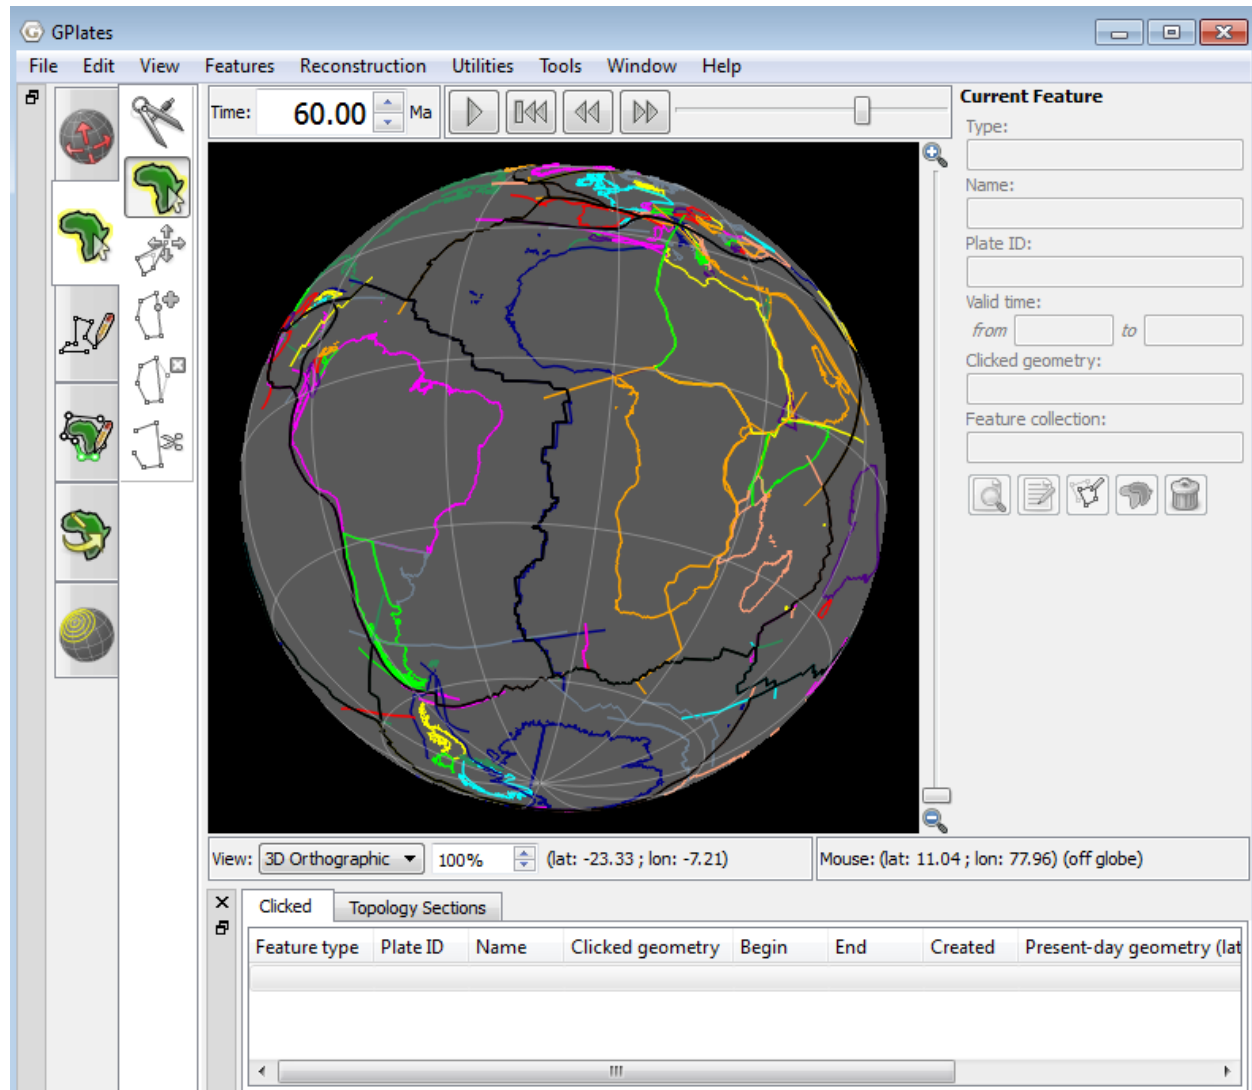 GPlates
File Edit View Features Reconstruction Utilities Tools Window Help
Time: 60.00 Ma
Current Feature
Type:
Name:
Plate ID:
Valid time:
from to
Clicked geometry:
Feature collection:
View: 3D Orthographic 100% (lat: -23.33 ; lon: -7.21) Mouse: (lat: 11.04 ; lon: 77.96) (off globe)
Clicked Topology Sections
Feature type Plate ID Name Clicked geometry Begin End Created Present-day geometry (lat